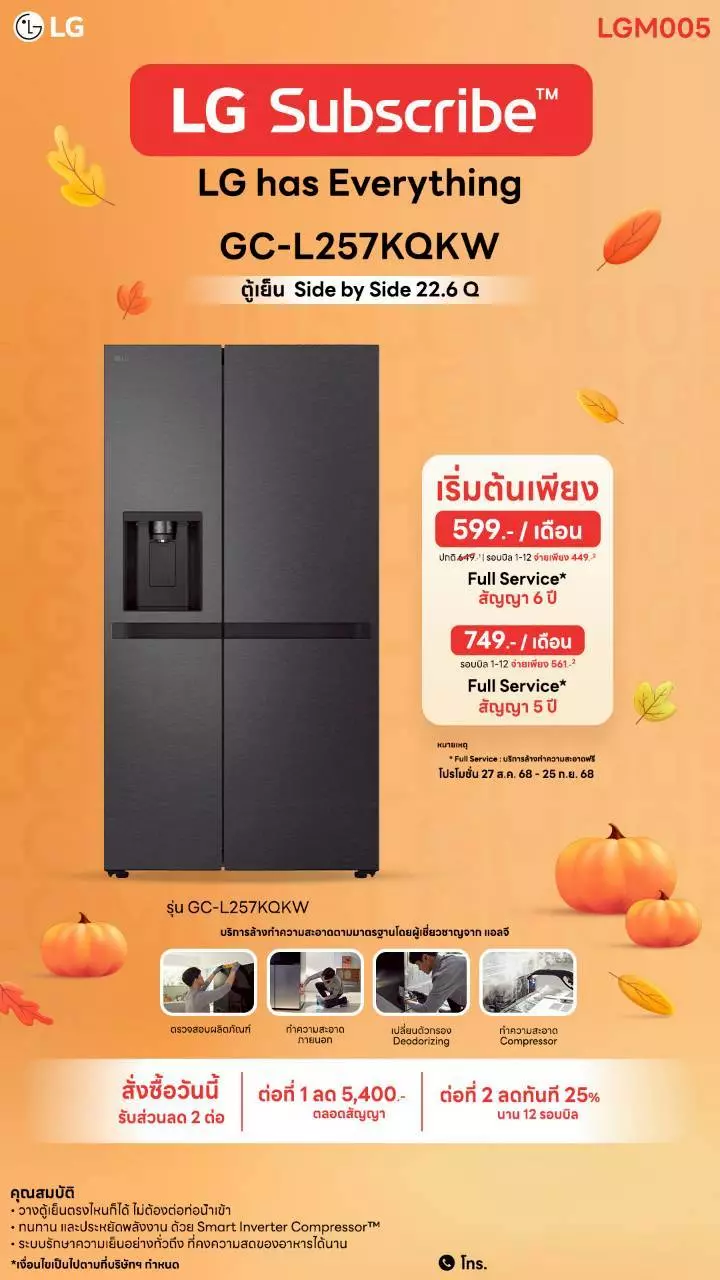 LG
LGM005
LG Subscribe™
LG has Everything
GC-L257KQKW
ตู้เย็น Side by Side 22.6 Q
เริ่มต้นเพียง
599.- / เดือน
ปกติ 649.-¹ | รอบบิล 1-12 จ่ายเพียง 449.-²
Full Service*
สัญญา 6 ปี
749.- / เดือน
รอบบิล 1-12 จ่ายเพียง 561.-²
Full Service*
สัญญา 5 ปี
หมายเหตุ
* Full Service : บริการล้างทำความสะอาดฟรี
โปรโมชั่น 27 ส.ค. 68 - 25 ก.ย. 68
รุ่น GC-L257KQKW
บริการล้างทำความสะอาดตามมาตรฐานโดยผู้เชี่ยวชาญจาก แอลจี
ตรวจสอบผลิตภัณฑ์
ทำความสะอาด
ภายนอก
เปลี่ยนตัวกรอง
Deodorizing
ทำความสะอาด
Compressor
สั่งซื้อวันนี้
รับส่วนลด 2 ต่อ
ต่อที่ 1 ลด 5,400.-
ตลอดสัญญา
ต่อที่ 2 ลดทันที 25%
นาน 12 รอบบิล
คุณสมบัติ
• วางตู้เย็นตรงไหนก็ได้ ไม่ต้องต่อท่อน้ำเข้า
• ทนทาน และประหยัดพลังงาน ด้วย Smart Inverter Compressor™
• ระบบรักษาความเย็นอย่างทั่วถึง ที่คงความสดของอาหารได้นาน
*เงื่อนไขเป็นไปตามที่บริษัทฯ กำหนด
โทร.